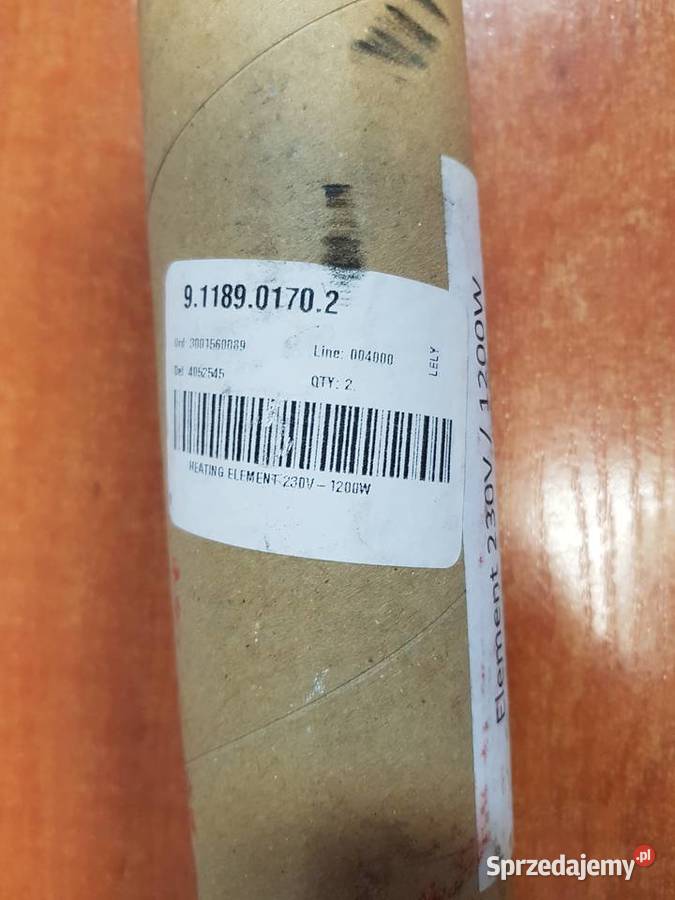 9.1189.0170.2
Ord 3001560089
Line: 004000
LELY
Del 4052545
QTY: 2
HEATING ELEMENT 230V - 1200W
Element 230V / 1200W
Sprzedajemy.pl